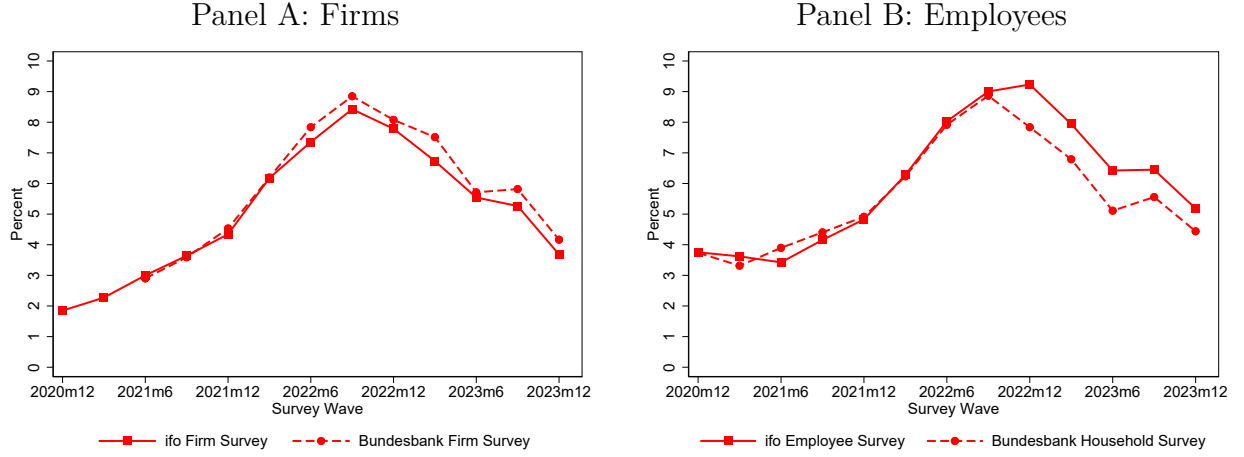 Panel A: Firms
Percent
10
9
8
7
6
5
4
3
2
1
0
2020m12 2021m6 2021m12 2022m6 2022m12 2023m6 2023m12
Survey Wave
ifo Firm Survey Bundesbank Firm Survey
Panel B: Employees
Percent
10
9
8
7
6
5
4
3
2
1
0
2020m12 2021m6 2021m12 2022m6 2022m12 2023m6 2023m12
Survey Wave
ifo Employee Survey Bundesbank Household Survey